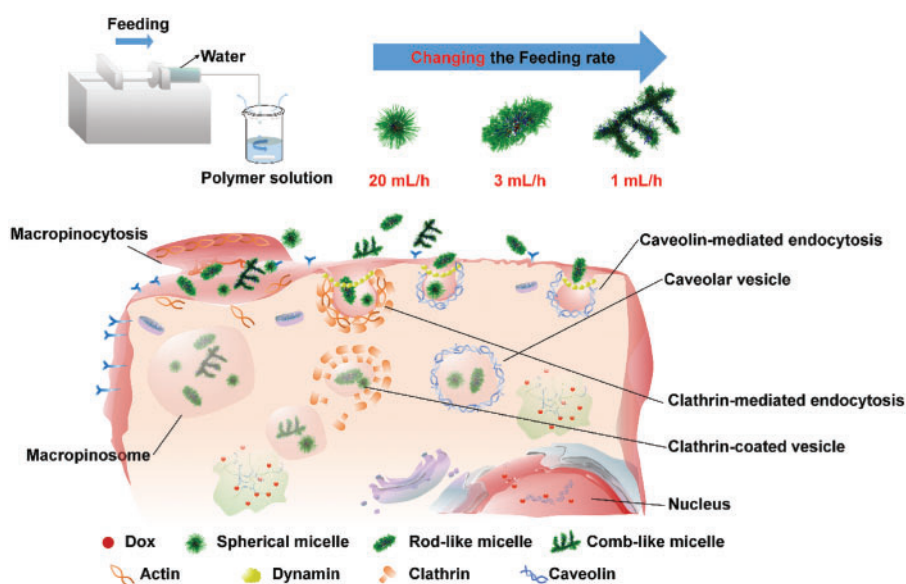 Feeding
Water
Polymer solution
Changing the Feeding rate
20 mL/h
3 mL/h
1 mL/h
Macropinocytosis
Caveolin-mediated endocytosis
Caveolar vesicle
Clathrin-mediated endocytosis
Clathrin-coated vesicle
Macropinosome
Nucleus
Dox
Spherical micelle
Rod-like micelle
Comb-like micelle
Actin
Dynamin
Clathrin
Caveolin